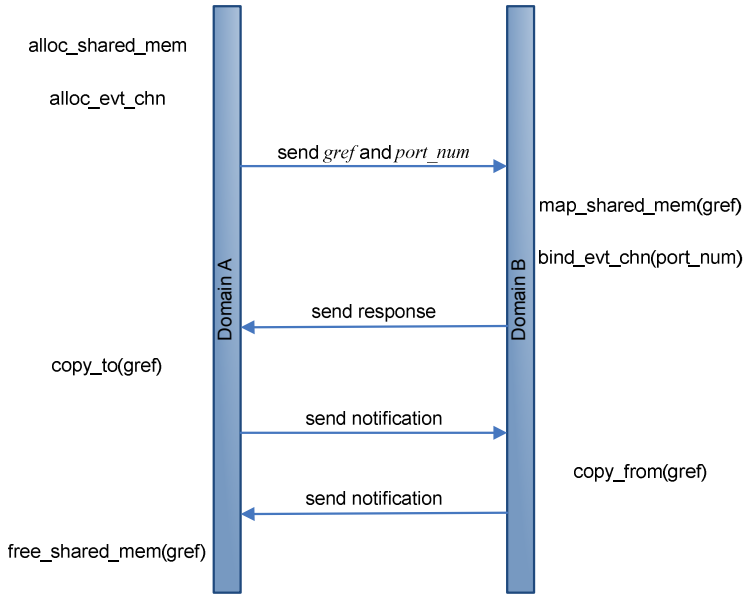 alloc_shared_mem
alloc_evt_chn
send gref and port_num
map_shared_mem(gref)
bind_evt_chn(port_num)
Domain A
Domain B
send response
copy_to(gref)
send notification
copy_from(gref)
send notification
free_shared_mem(gref)